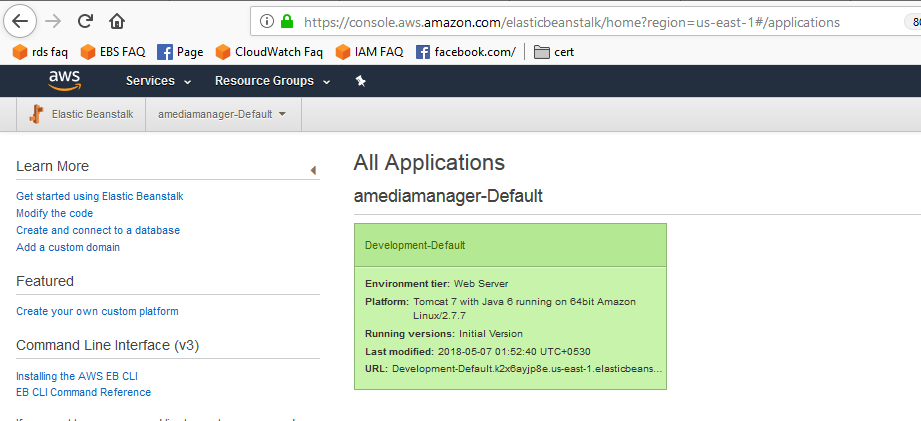 https://console.aws.amazon.com/elasticbeanstalk/home?region=us-east-1#/applications
rds faq EBS FAQ Page CloudWatch Faq IAM FAQ facebook.com/ cert
aws Services Resource Groups
Elastic Beanstalk amediamanager-Default
Learn More
Get started using Elastic Beanstalk
Modify the code
Create and connect to a database
Add a custom domain
Featured
Create your own custom platform
Command Line Interface (v3)
Installing the AWS EB CLI
EB CLI Command Reference
All Applications
amediamanager-Default
Development-Default
Environment tier: Web Server
Platform: Tomcat 7 with Java 6 running on 64bit Amazon
Linux/2.7.7
Running versions: Initial Version
Last modified: 2018-05-07 01:52:40 UTC+0530
URL: Development-Default.k2x6ayjp8e.us-east-1.elasticbeans...